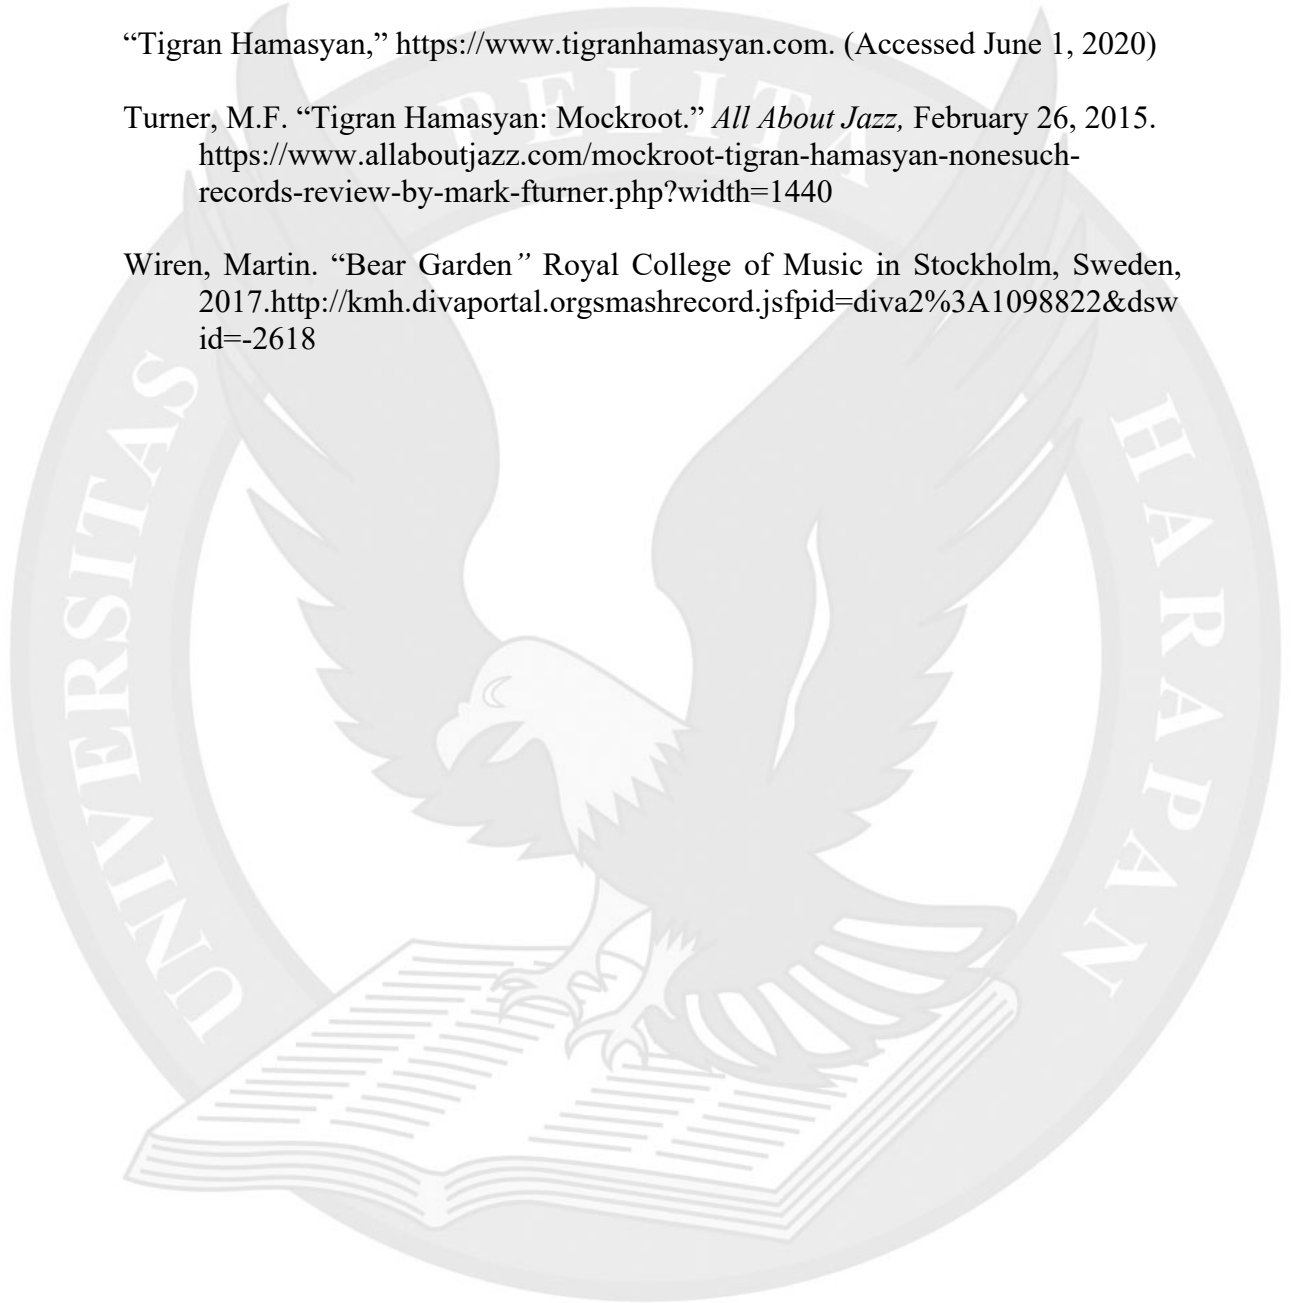 “Tigran Hamasyan,” https://www.tigranhamasyan.com. (Accessed June 1, 2020)
Turner, M.F. “Tigran Hamasyan: Mockroot.” All About Jazz, February 26, 2015.
https://www.allaboutjazz.com/mockroot-tigran-hamasyan-nonesuch-
records-review-by-mark-fturner.php?width=1440
Wiren, Martin. “Bear Garden” Royal College of Music in Stockholm, Sweden,
2017.http://kmh.divaportal.orgsmashrecord.jsfpid=diva2%3A1098822&dsw
id=-2618
UNIVERSITAS PELITA HARAPAN